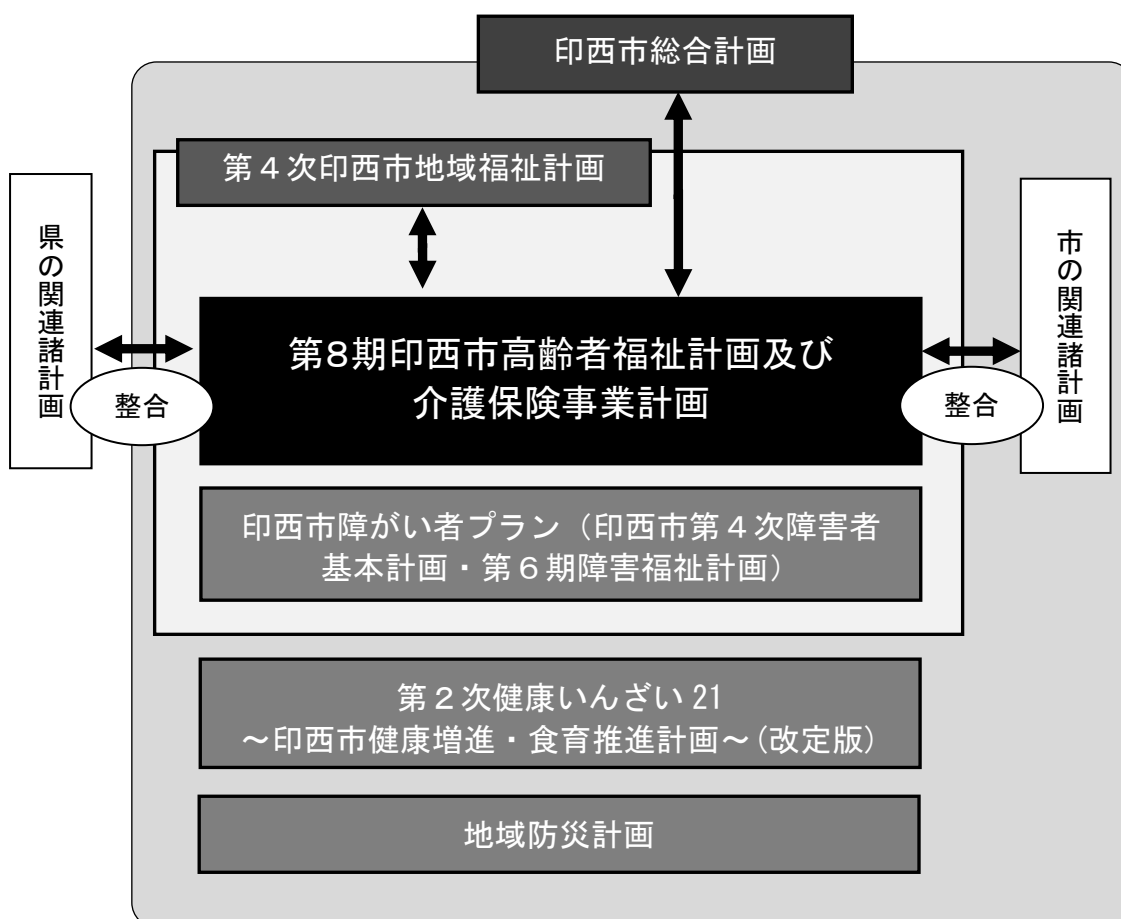 印西市総合計画
第４次印西市地域福祉計画
県の関連諸計画
市の関連諸計画
第8期印西市高齢者福祉計画及び
介護保険事業計画
整合
整合
印西市障がい者プラン（印西市第４次障害者
基本計画・第６期障害福祉計画）
第２次健康いんざい21
～印西市健康増進・食育推進計画～（改定版）
地域防災計画